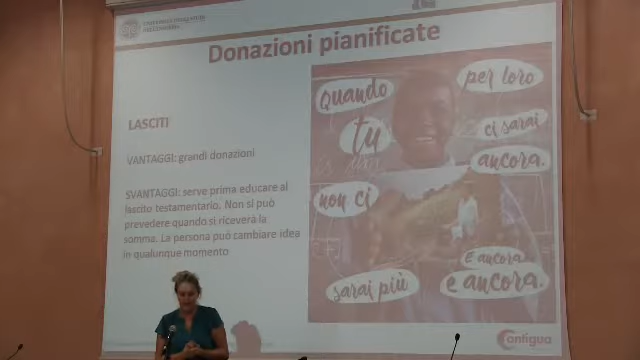 Donazioni pianificate
LASCITI
VANTAGGI: grandi donazioni
SVANTAGGI: serve prima educare al
lascito testamentario. Non si può
prevedere quando si riceverà la
somma. La persona può cambiare idea
in qualunque momento
Quando
tu
non ci
sarai più
per loro
ci sarai
ancora.
E ancora
e ancora.
antigua